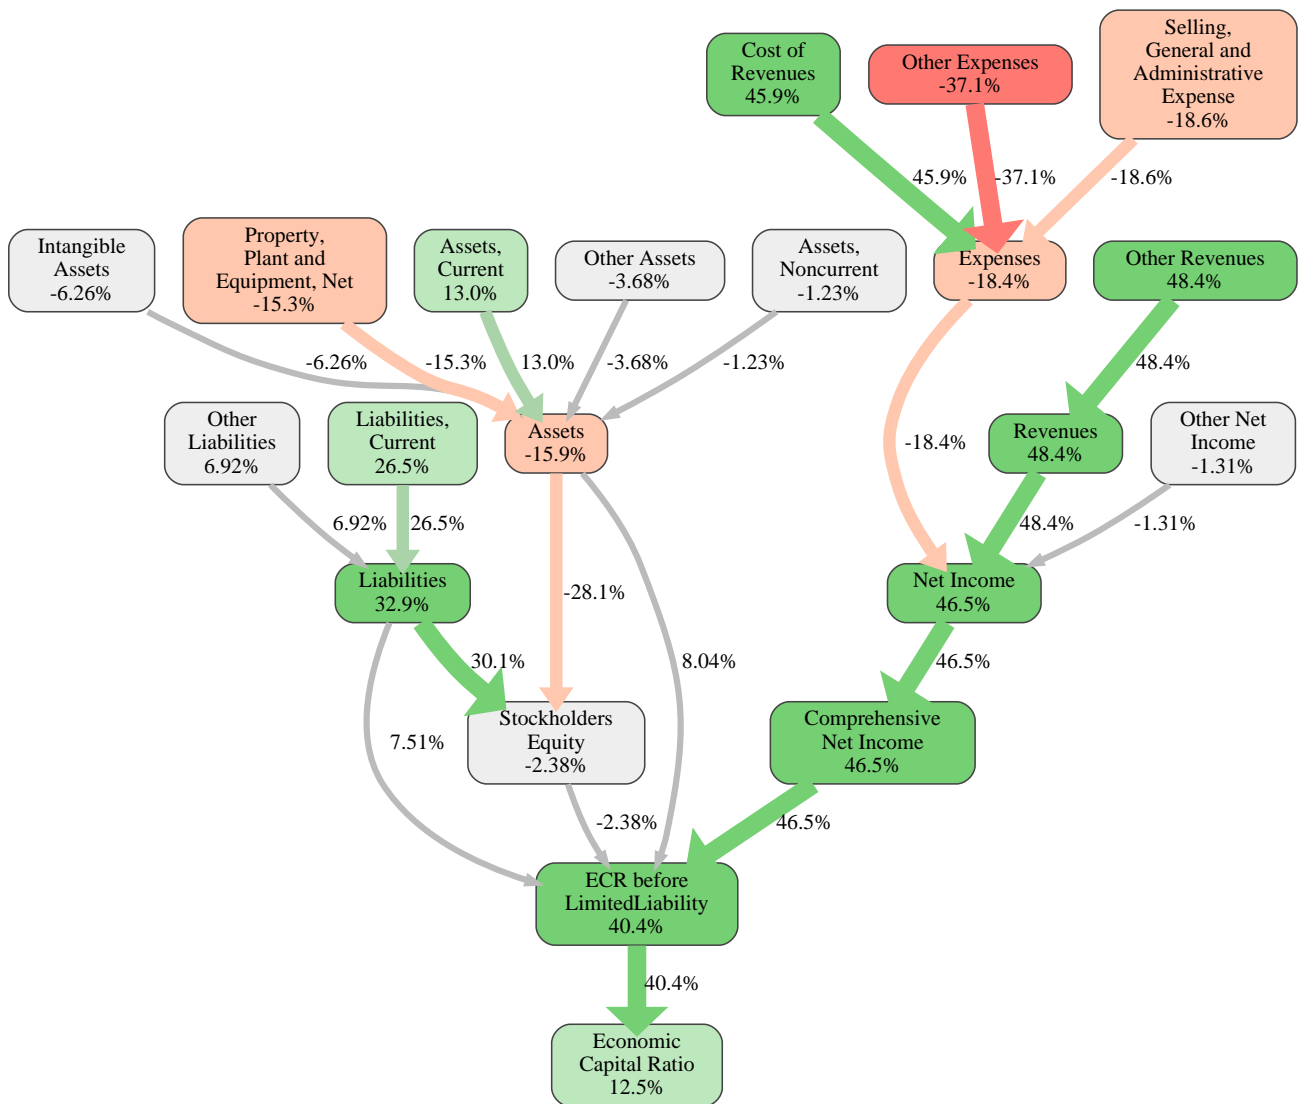 Cost of
Revenues
45.9%
Other Expenses
-37.1%
Selling,
General and
Administrative
Expense
-18.6%
45.9%
-37.1%
-18.6%
Intangible
Assets
-6.26%
Property,
Plant and
Equipment, Net
-15.3%
Assets,
Current
13.0%
Other Assets
-3.68%
Assets,
Noncurrent
-1.23%
Expenses
-18.4%
Other Revenues
48.4%
-6.26%
-15.3%
13.0%
-3.68%
-1.23%
48.4%
Other
Liabilities
6.92%
Liabilities,
Current
26.5%
Assets
-15.9%
-18.4%
Revenues
48.4%
Other Net
Income
-1.31%
6.92%
26.5%
48.4%
-1.31%
Liabilities
32.9%
-28.1%
Net Income
46.5%
30.1%
8.04%
46.5%
7.51%
Stockholders
Equity
-2.38%
Comprehensive
Net Income
46.5%
-2.38%
46.5%
ECR before
LimitedLiability
40.4%
40.4%
Economic
Capital Ratio
12.5%